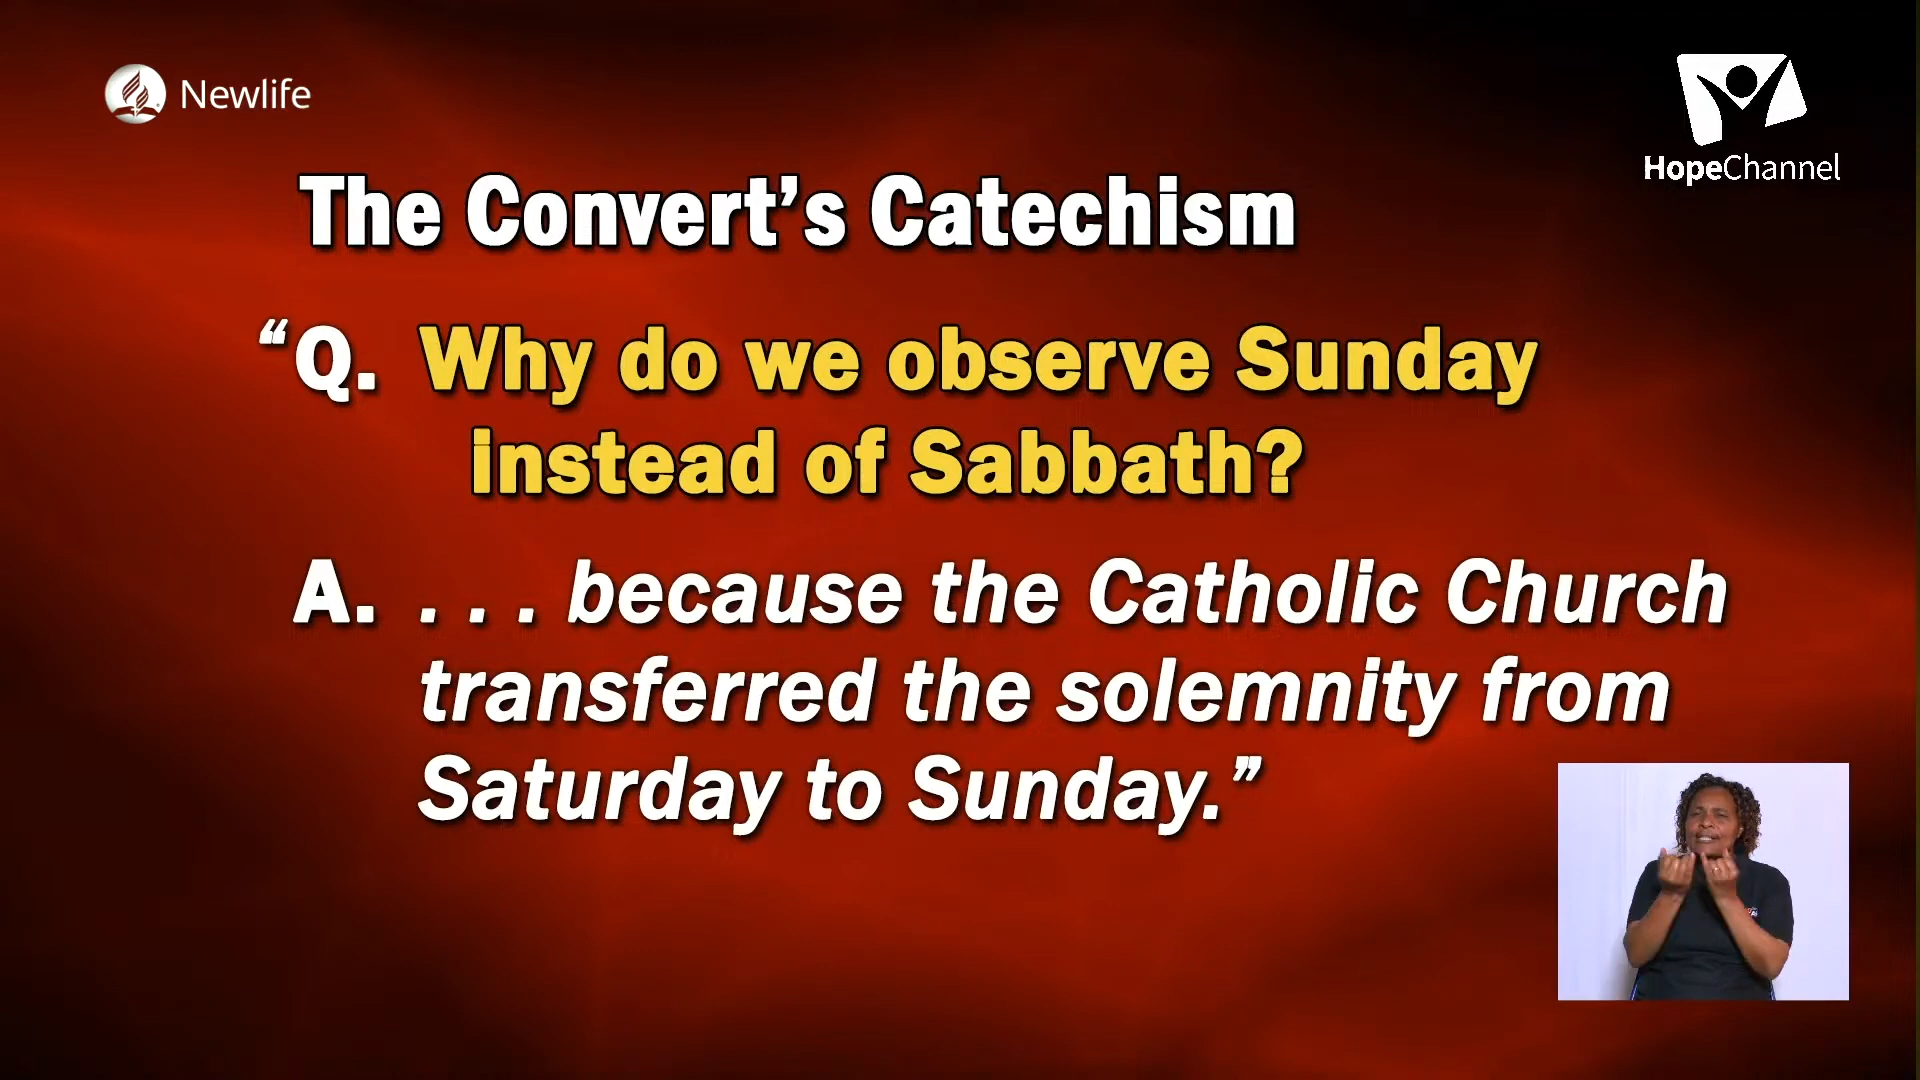 Newlife
HopeChannel
The Convert’s Catechism
“Q. Why do we observe Sunday
instead of Sabbath?
A. . . . because the Catholic Church
transferred the solemnity from
Saturday to Sunday.”